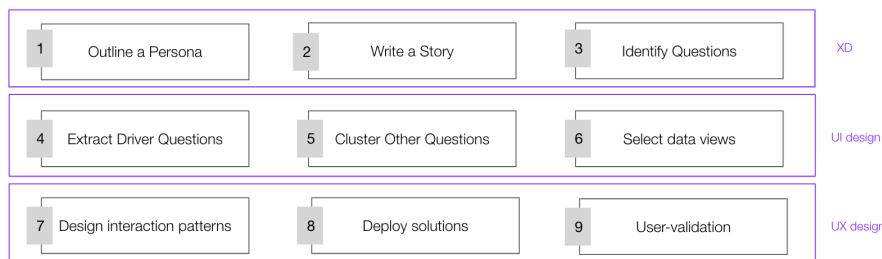 1 Outline a Persona 2 Write a Story 3 Identify Questions XD
4 Extract Driver Questions 5 Cluster Other Questions 6 Select data views UI design
7 Design interaction patterns 8 Deploy solutions 9 User-validation UX design